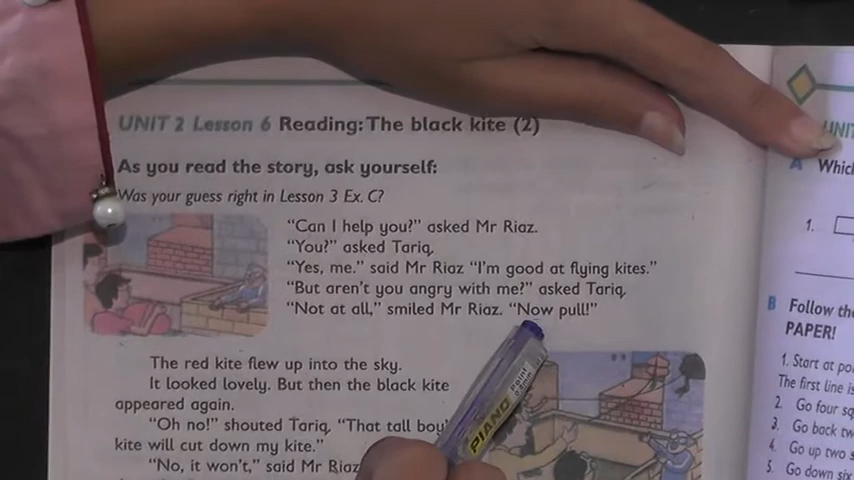 UNIT 2 Lesson 6 Reading: The black kite (2)
As you read the story, ask yourself:
Was your guess right in Lesson 3 Ex. C?
"Can I help you?" asked Mr Riaz.
"You?" asked Tariq.
"Yes, me." said Mr Riaz "I'm good at flying kites."
"But aren't you angry with me?" asked Tariq.
"Not at all," smiled Mr Riaz. "Now pull!"
The red kite flew up into the sky.
It looked lovely. But then the black kite
appeared again.
"Oh no!" shouted Tariq, "That tall boy
kite will cut down my kite."
"No, it won't," said Mr Riaz
PIANO
Point
0.8mm
UNIT
A Which
1.
B Follow the
PAPER!
1. Start at
The first line is
2. Go four
3. Go back
4. Go up two
5. Go down six